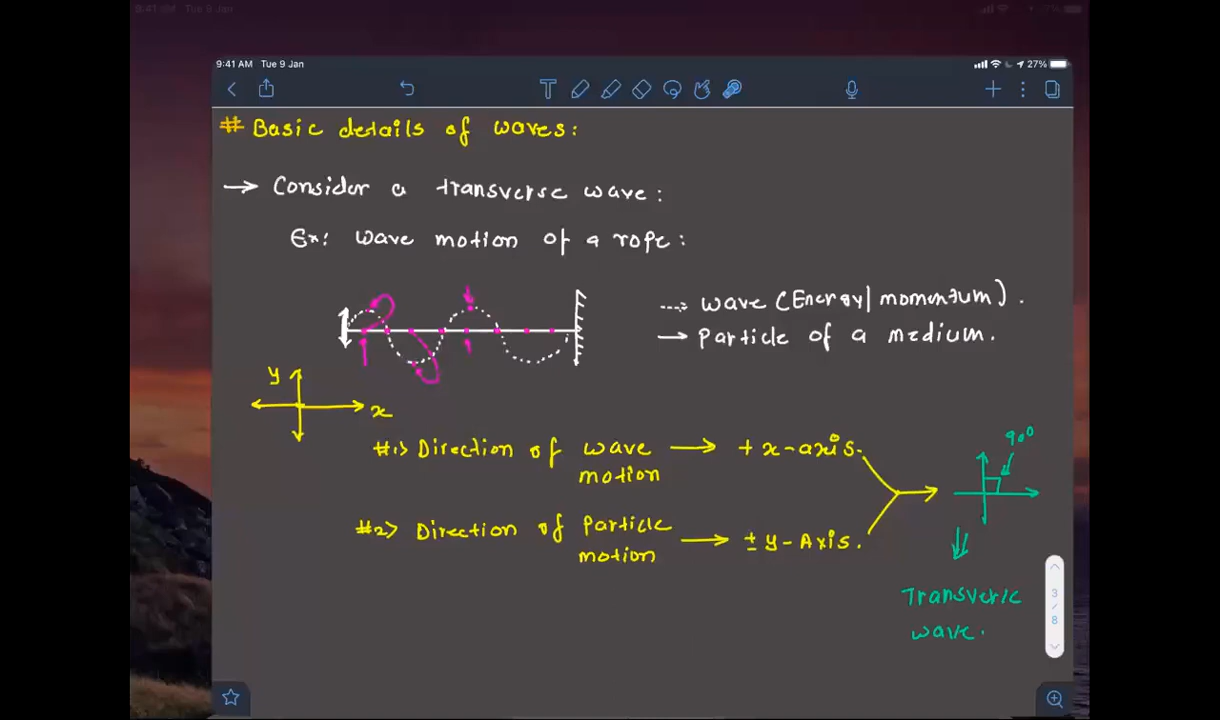 9:41 AM Tue 9 Jan
27%
# Basic details of waves:
→ Consider a transverse wave:
Ex: wave motion of a rope:
wave (Energy/momentum).
→ Particle of a medium.
y
x
#1> Direction of wave motion → + x-axis.
#2> Direction of Particle motion → ± y-Axis.
90°
Transverse
wave.
3
/
8